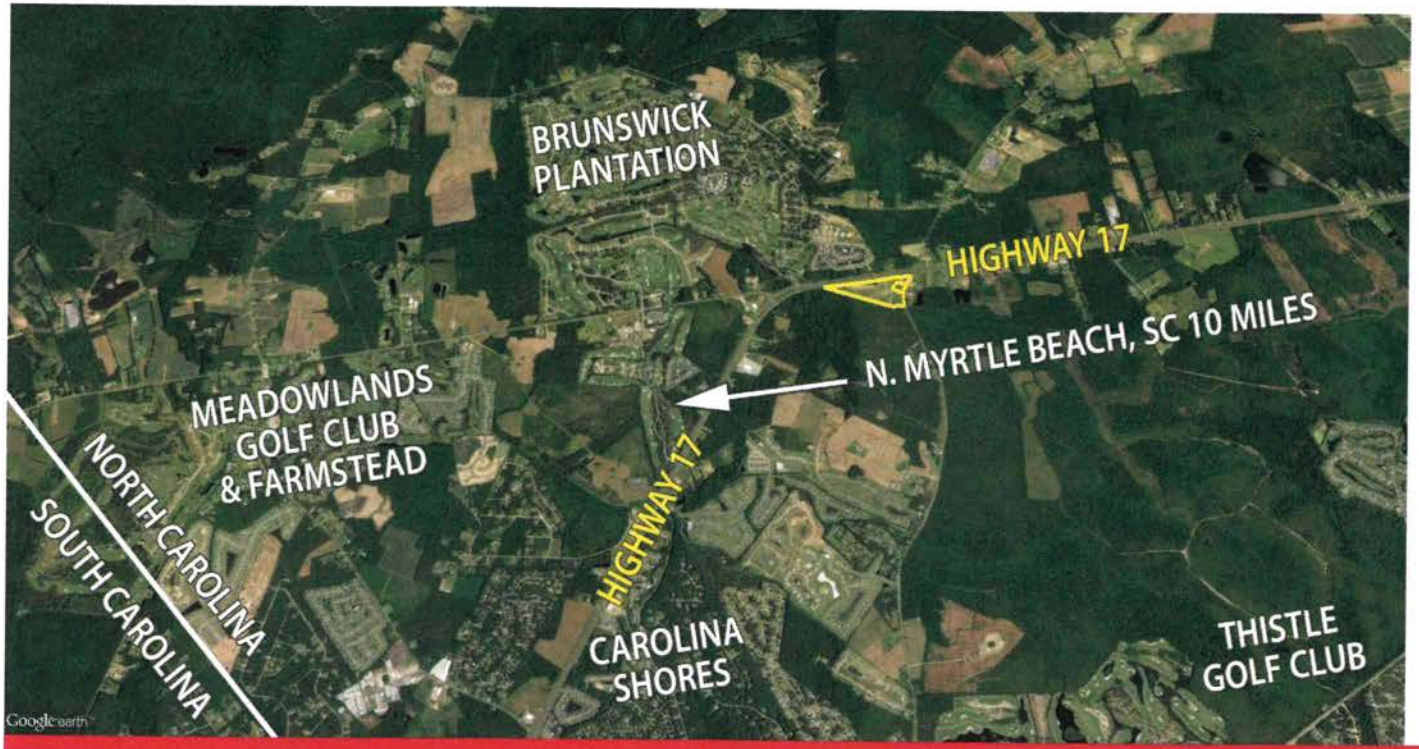 BRUNSWICK
PLANTATION
HIGHWAY 17
N. MYRTLE BEACH, SC 10 MILES
MEADOWLANDS
GOLF CLUB
& FARMSTEAD
NORTH CAROLINA
SOUTH CAROLINA
HIGHWAY 17
CAROLINA
SHORES
THISTLE
GOLF CLUB
Google earth